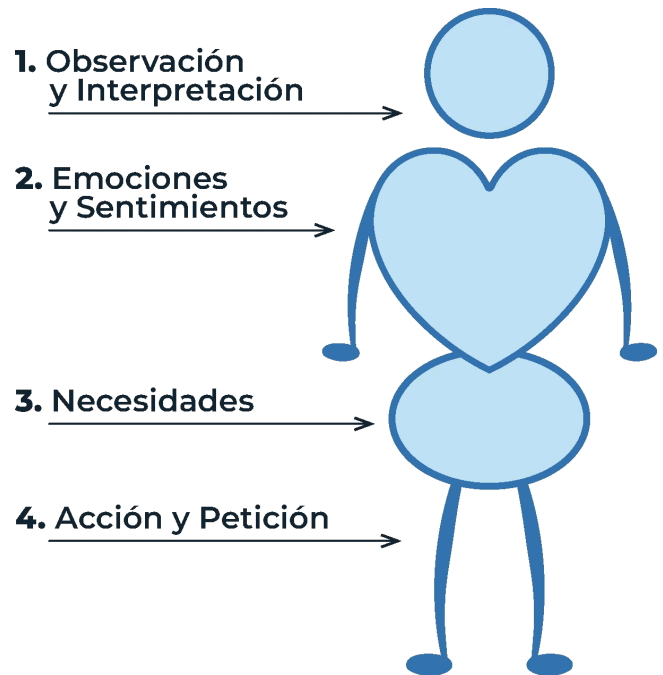 1. Observación
y Interpretación
2. Emociones
y Sentimientos
3. Necesidades
4. Acción y Petición